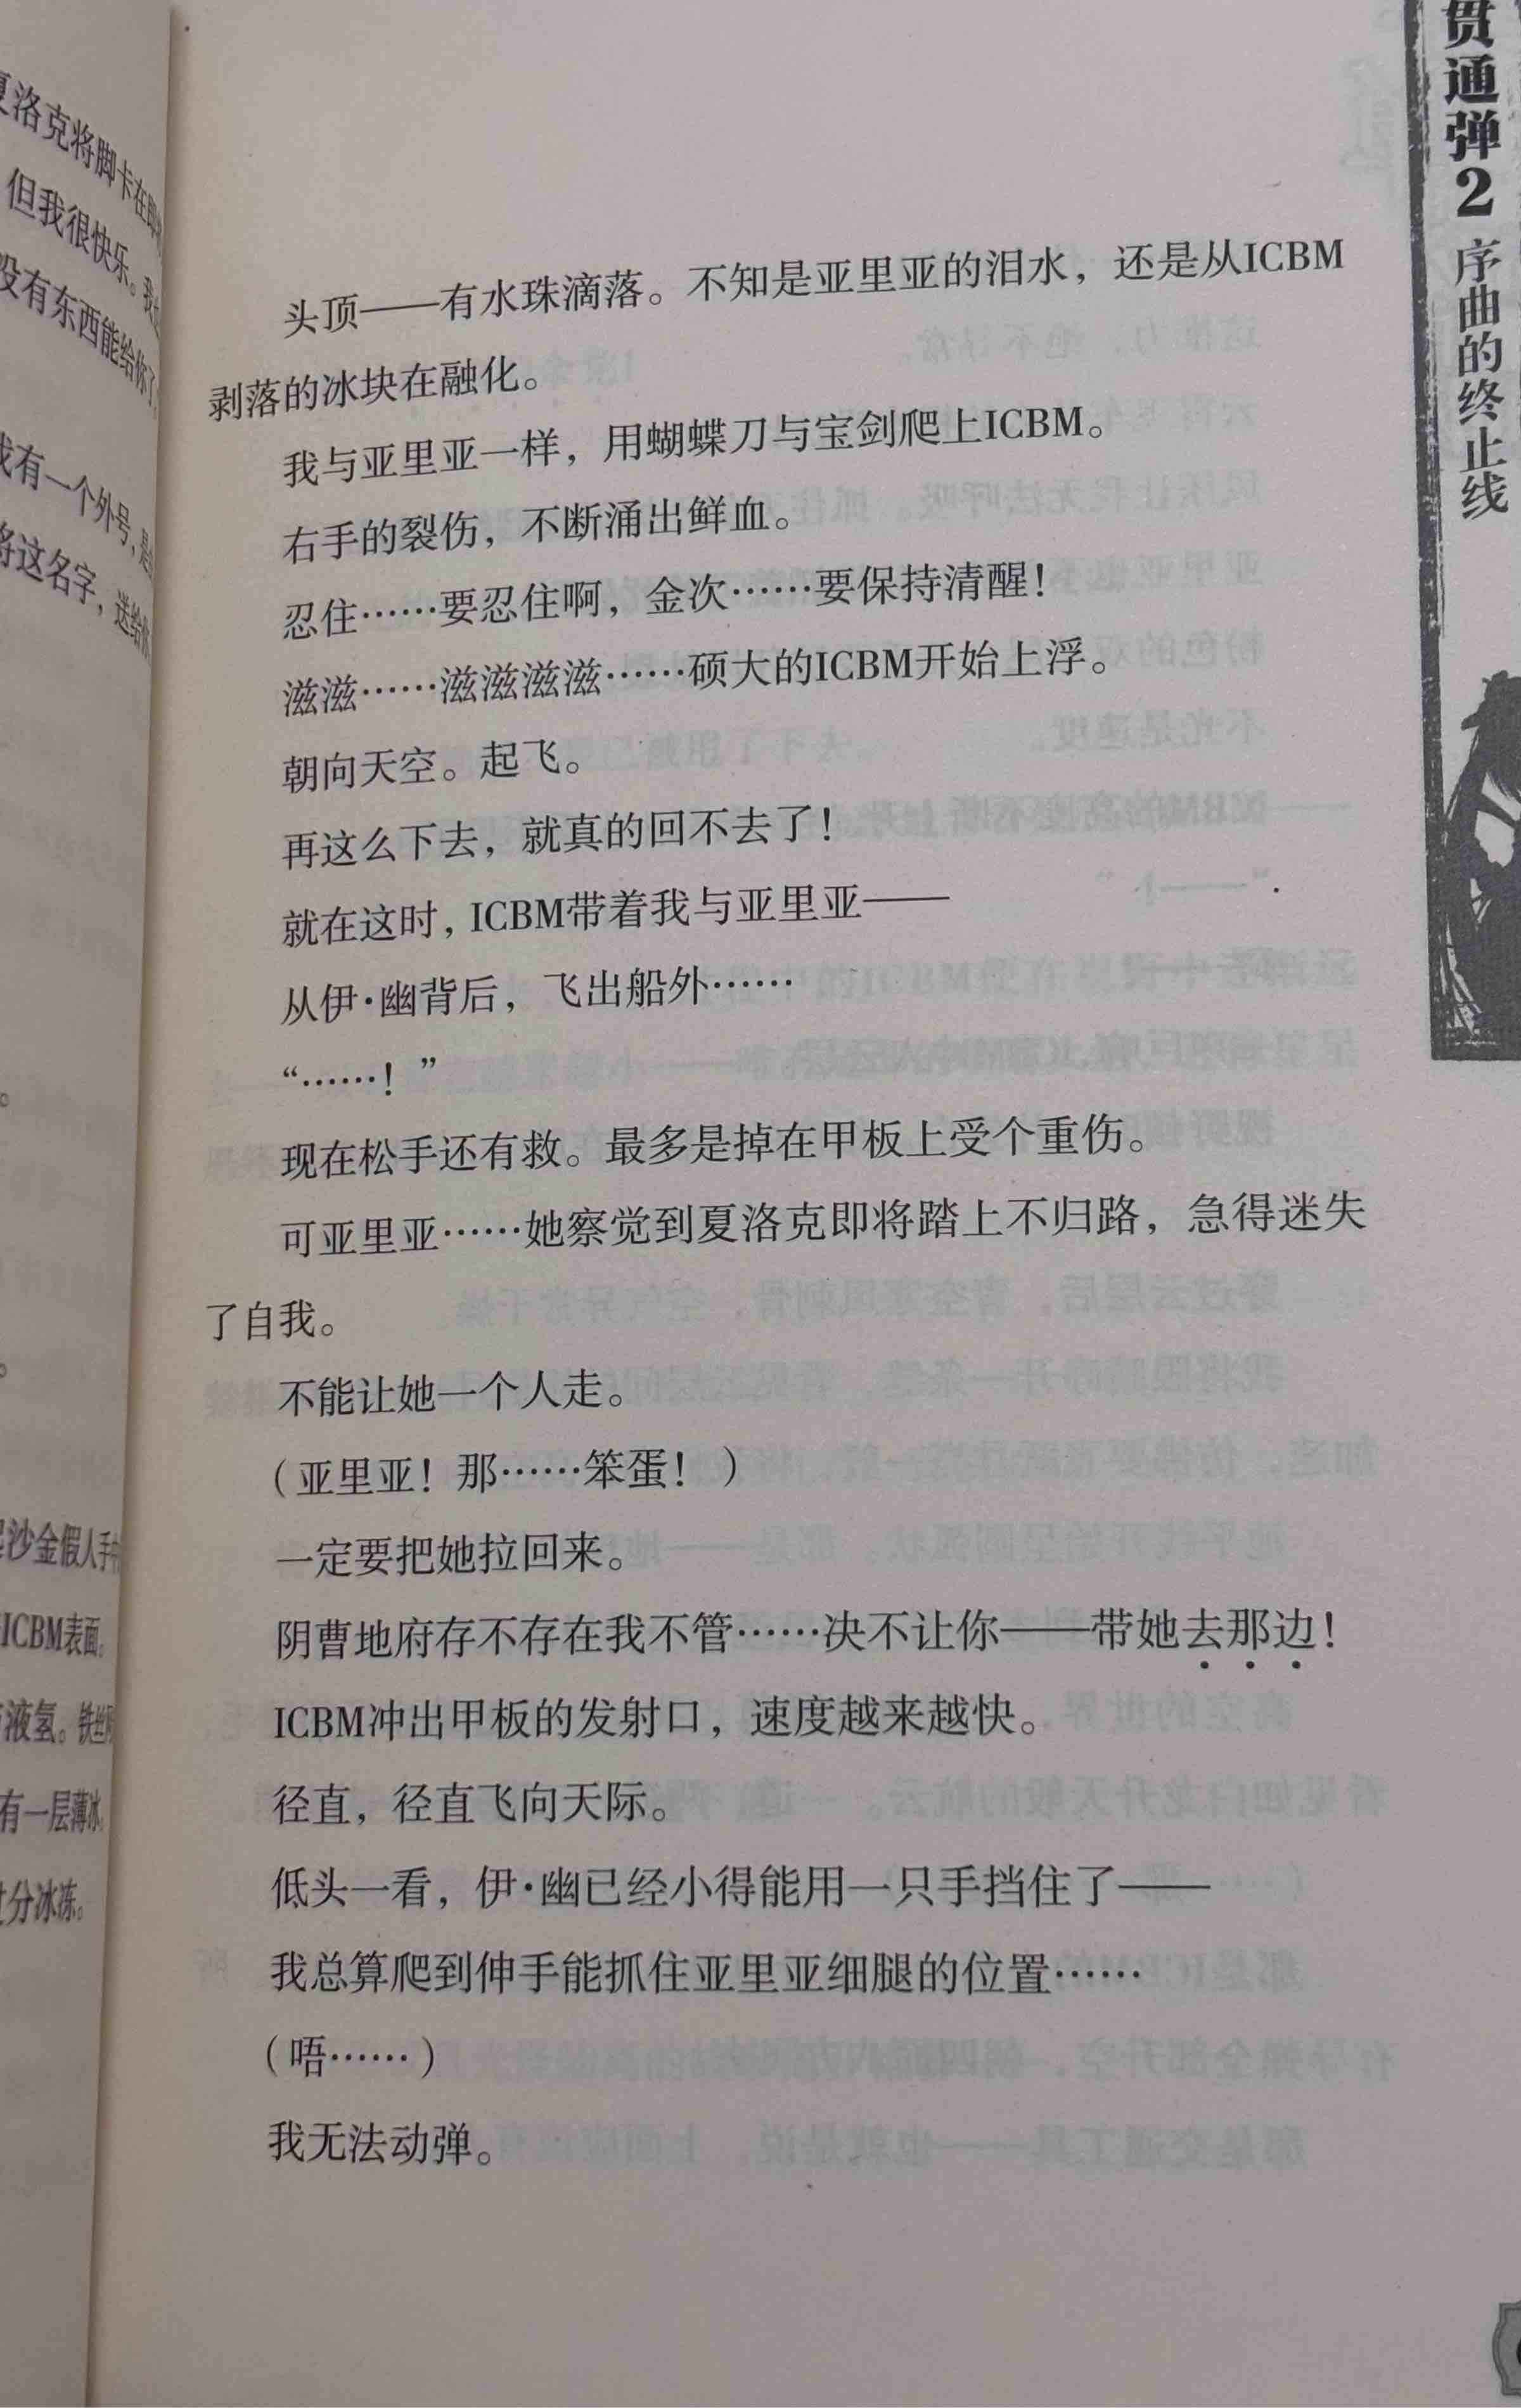 夏洛克将脚卡在即
但我很快乐。我
没有东西能给你了
我有一个外号，是
将这名字，送给你
。
。
起沙金假人手
ICBM表面。
液氢。铁丝
有一层薄冰
过分冰冻。
头顶——有水珠滴落。不知是亚里亚的泪水，还是从ICBM
剥落的冰块在融化。
我与亚里亚一样，用蝴蝶刀与宝剑爬上ICBM。
右手的裂伤，不断涌出鲜血。
忍住……要忍住啊，金次……要保持清醒！
滋滋……滋滋滋滋……硕大的ICBM开始上浮。
朝向天空。起飞。
再这么下去，就真的回不去了！
就在这时，ICBM带着我与亚里亚——
从伊·幽背后，飞出船外……
“……！”
现在松手还有救。最多是掉在甲板上受个重伤。
可亚里亚……她察觉到夏洛克即将踏上不归路，急得迷失
了自我。
不能让她一个人走。
（亚里亚！那……笨蛋！）
一定要把她拉回来。
阴曹地府存不存在我不管……决不让你——带她去那边！
ICBM冲出甲板的发射口，速度越来越快。
径直，径直飞向天际。
低头一看，伊·幽已经小得能用一只手挡住了——
我总算爬到伸手能抓住亚里亚细腿的位置……
（唔……）
我无法动弹。
贯通弹2 序曲的终止线